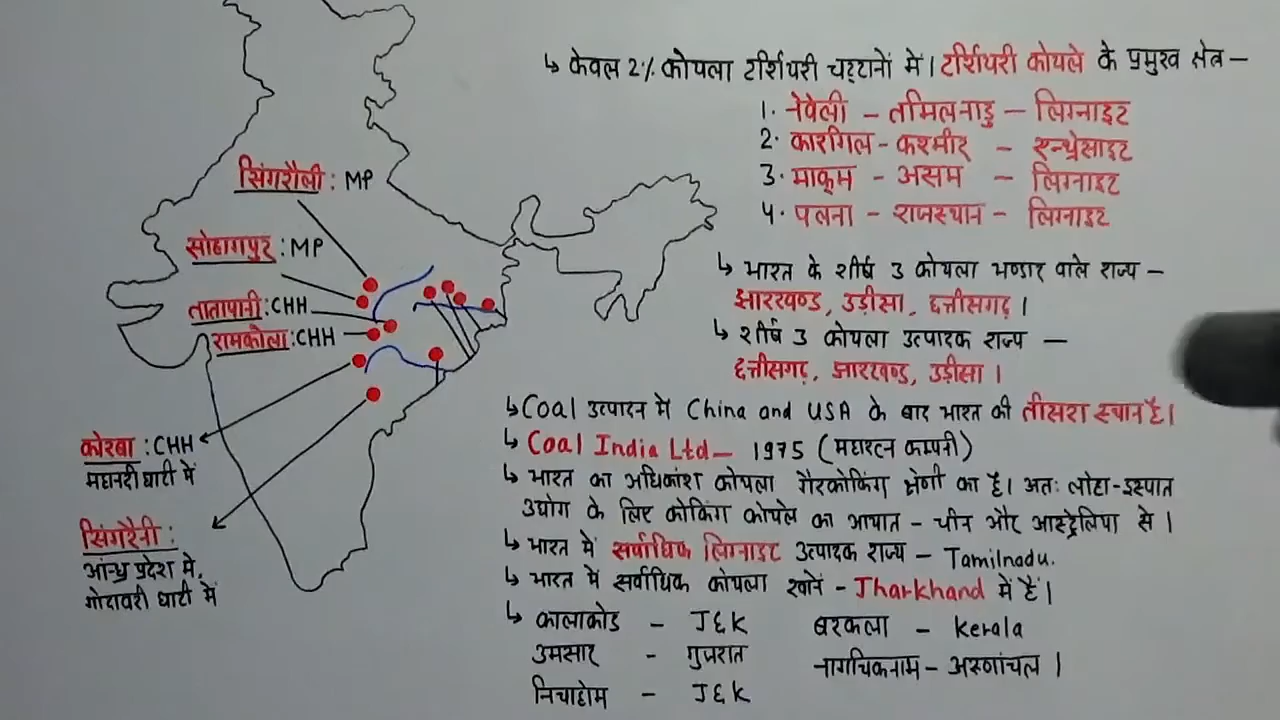 ↳ केवल 2% कोयला टर्शियरी चट्टानों में। टर्शियरी कोयले के प्रमुख क्षेत्र –
1. नेवेली – तमिलनाडु – लिग्नाइट
2. कारगिल – कश्मीर – एन्थ्रेसाइट
3. माकूम – असम – लिग्नाइट
4. पलना – राजस्थान – लिग्नाइट
↳ भारत के शीर्ष 3 कोयला भण्डार वाले राज्य –
झारखण्ड, उड़ीसा, छत्तीसगढ़।
↳ शीर्ष 3 कोयला उत्पादक राज्य –
छत्तीसगढ़, झारखण्ड, उड़ीसा।
↳ Coal उत्पादन में China and USA के बाद भारत का तीसरा स्थान है।
↳ Coal India Ltd – 1975 (महारत्न कम्पनी)
↳ भारत का अधिकांश कोयला गैरकोकिंग श्रेणी का है। अतः लोहा-इस्पात
उद्योग के लिए कोकिंग कोयले का आयात – चीन और आस्ट्रेलिया से।
↳ भारत में सर्वाधिक लिग्नाइट उत्पादक राज्य – Tamilnadu.
↳ भारत में सर्वाधिक कोयला खानें – Jharkhand में हैं।
↳ कालाकोट – J&K
उमसार – गुजरात
निचाहोम – J&K
बरकला – Kerala
नागचिकनाम – अरुणांचल।
सिंगरौली : MP
सोहागपुर : MP
तातापानी : CHH
रामकोला : CHH
कोरबा : CHH
महानदी घाटी में
सिंगरैनी :
आन्ध्र प्रदेश में,
गोदावरी घाटी में